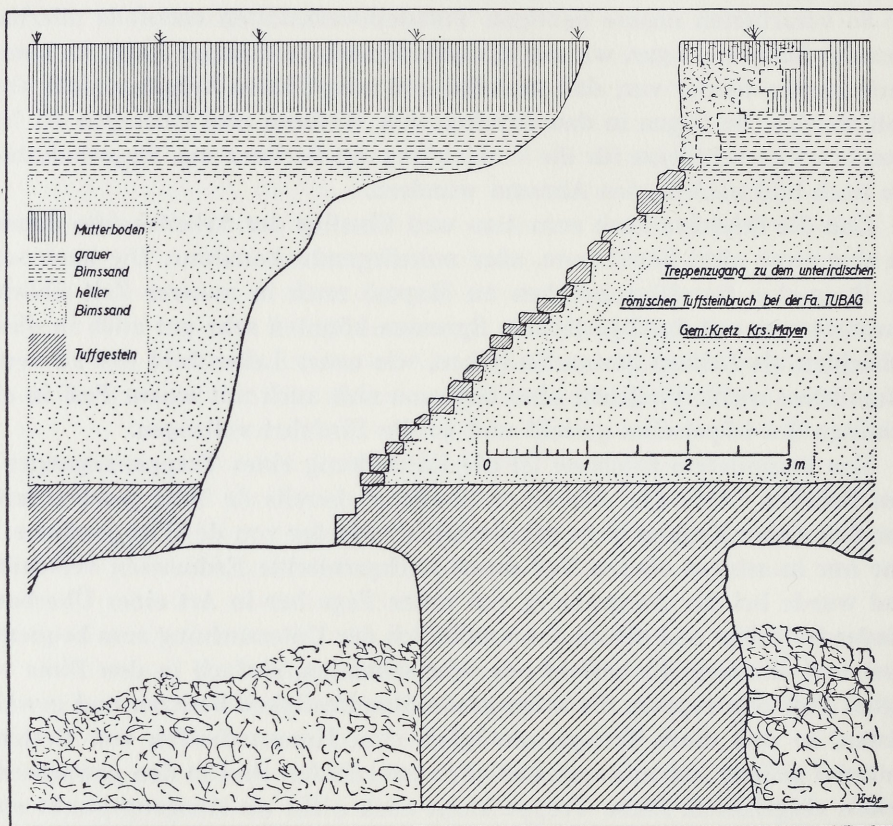 Mutterboden
grauer
Bimssand
heller
Bimssand
Tuffgestein
Treppenzugang zu dem unterirdischen
römischen Tuffsteinbruch bei der Fa. TUBAG
Gem: Kretz Krs. Mayen
0 1 2 3 m
Krebs